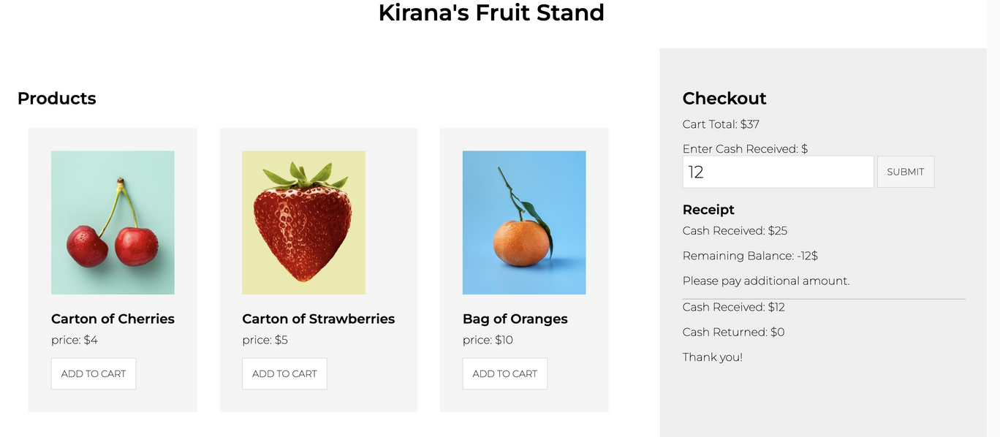 Kirana's Fruit Stand
Products
Carton of Cherries
price: $4
ADD TO CART
Carton of Strawberries
price: $5
ADD TO CART
Bag of Oranges
price: $10
ADD TO CART
Checkout
Cart Total: $37
Enter Cash Received: $
12
SUBMIT
Receipt
Cash Received: $25
Remaining Balance: -12$
Please pay additional amount.
Cash Received: $12
Cash Returned: $0
Thank you!